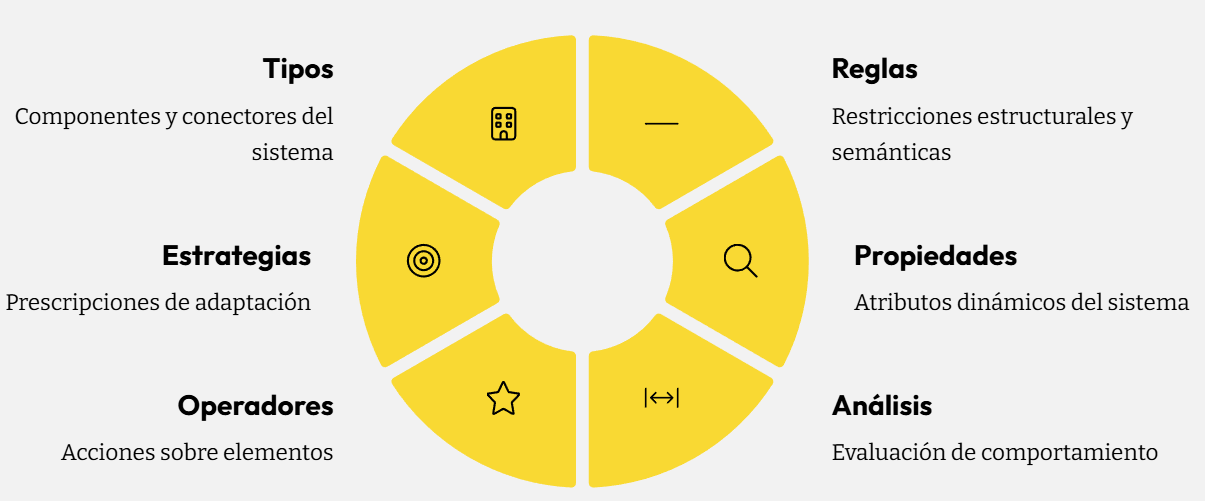 Tipos
Componentes y conectores del
sistema
Reglas
Restricciones estructurales y
semánticas
Estrategias
Prescripciones de adaptación
Propiedades
Atributos dinámicos del sistema
Operadores
Acciones sobre elementos
Análisis
Evaluación de comportamiento